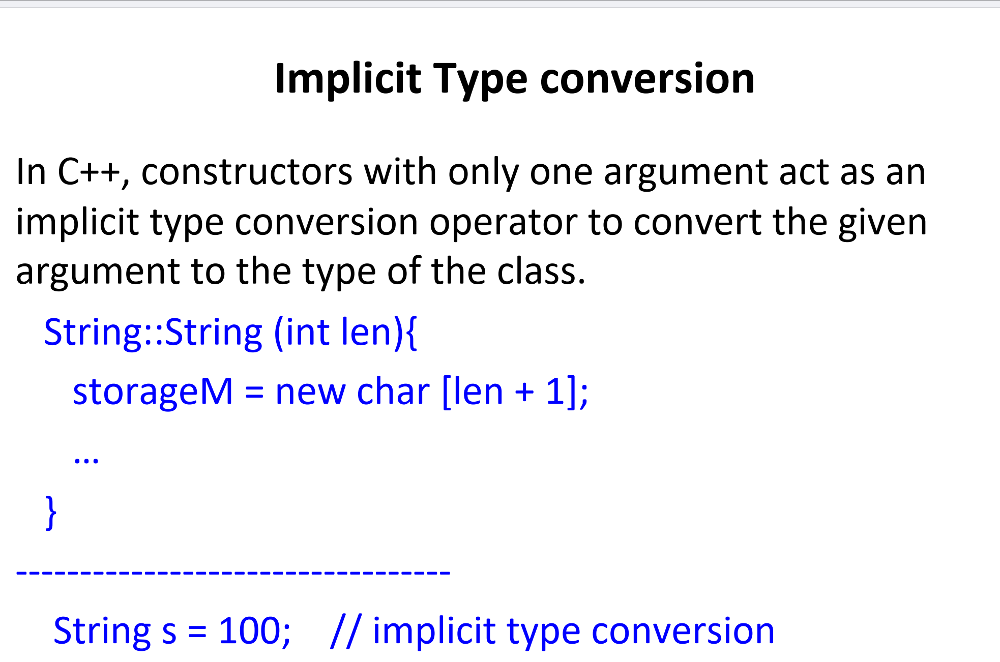 Implicit Type conversion
In C++, constructors with only one argument act as an
implicit type conversion operator to convert the given
argument to the type of the class.
String::String (int len){
storageM = new char [len + 1];
...
}
----------------------------------
String s = 100; // implicit type conversion